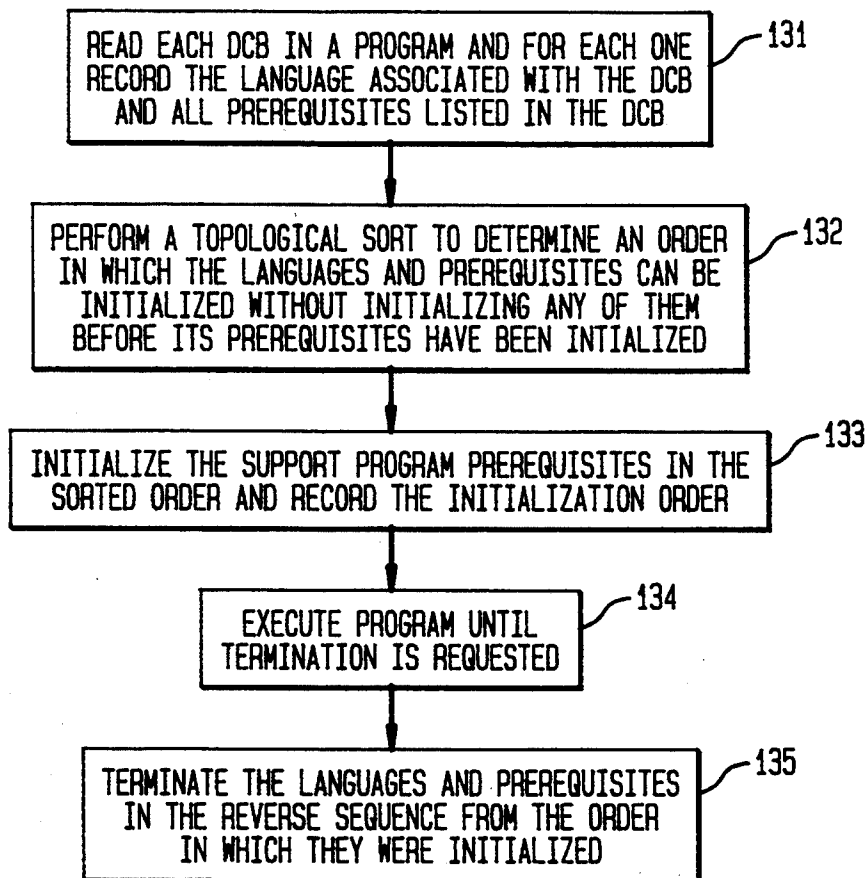 READ EACH DCB IN A PROGRAM AND FOR EACH ONE
RECORD THE LANGUAGE ASSOCIATED WITH THE DCB
AND ALL PREREQUISITES LISTED IN THE DCB
131
PERFORM A TOPOLOGICAL SORT TO DETERMINE AN ORDER
IN WHICH THE LANGUAGES AND PREREQUISITES CAN BE
INITIALIZED WITHOUT INITIALIZING ANY OF THEM
BEFORE ITS PREREQUISITES HAVE BEEN INTIALIZED
132
INITIALIZE THE SUPPORT PROGRAM PREREQUISITES IN THE
SORTED ORDER AND RECORD THE INITIALIZATION ORDER
133
EXECUTE PROGRAM UNTIL
TERMINATION IS REQUESTED
134
TERMINATE THE LANGUAGES AND PREREQUISITES
IN THE REVERSE SEQUENCE FROM THE ORDER
IN WHICH THEY WERE INITIALIZED
135